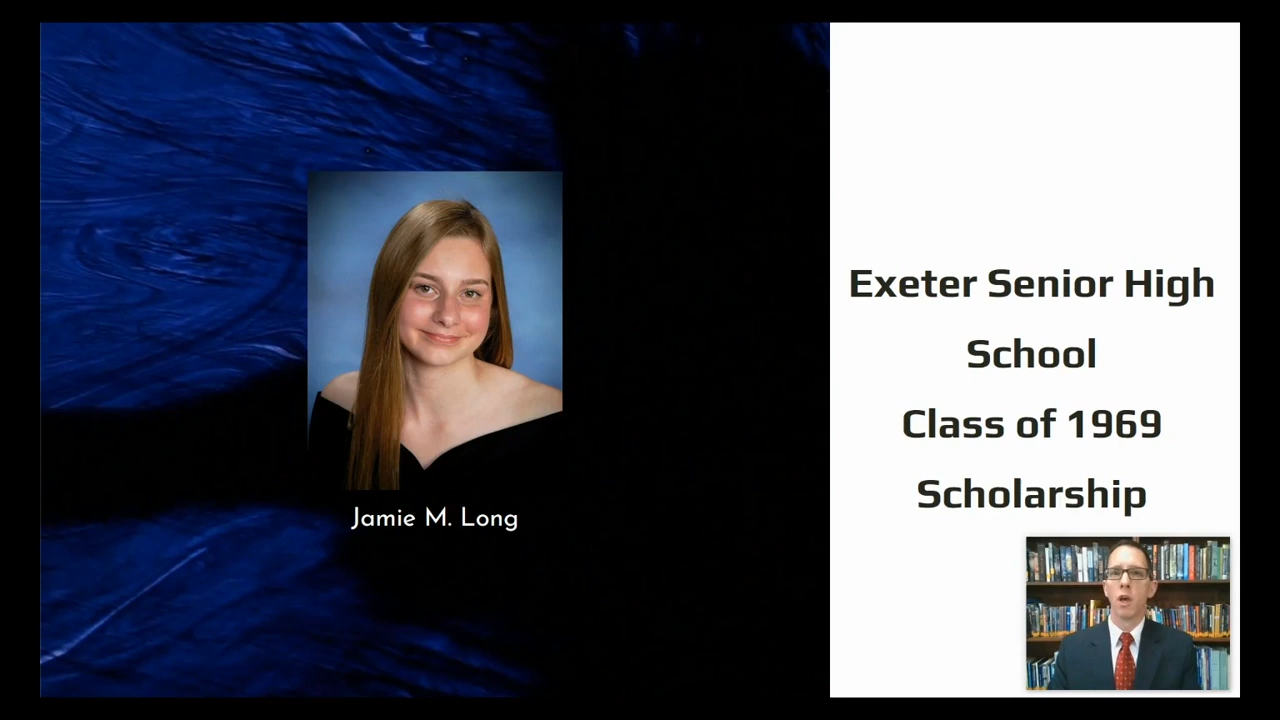 Exeter Senior High
School
Class of 1969
Scholarship
Jamie M. Long